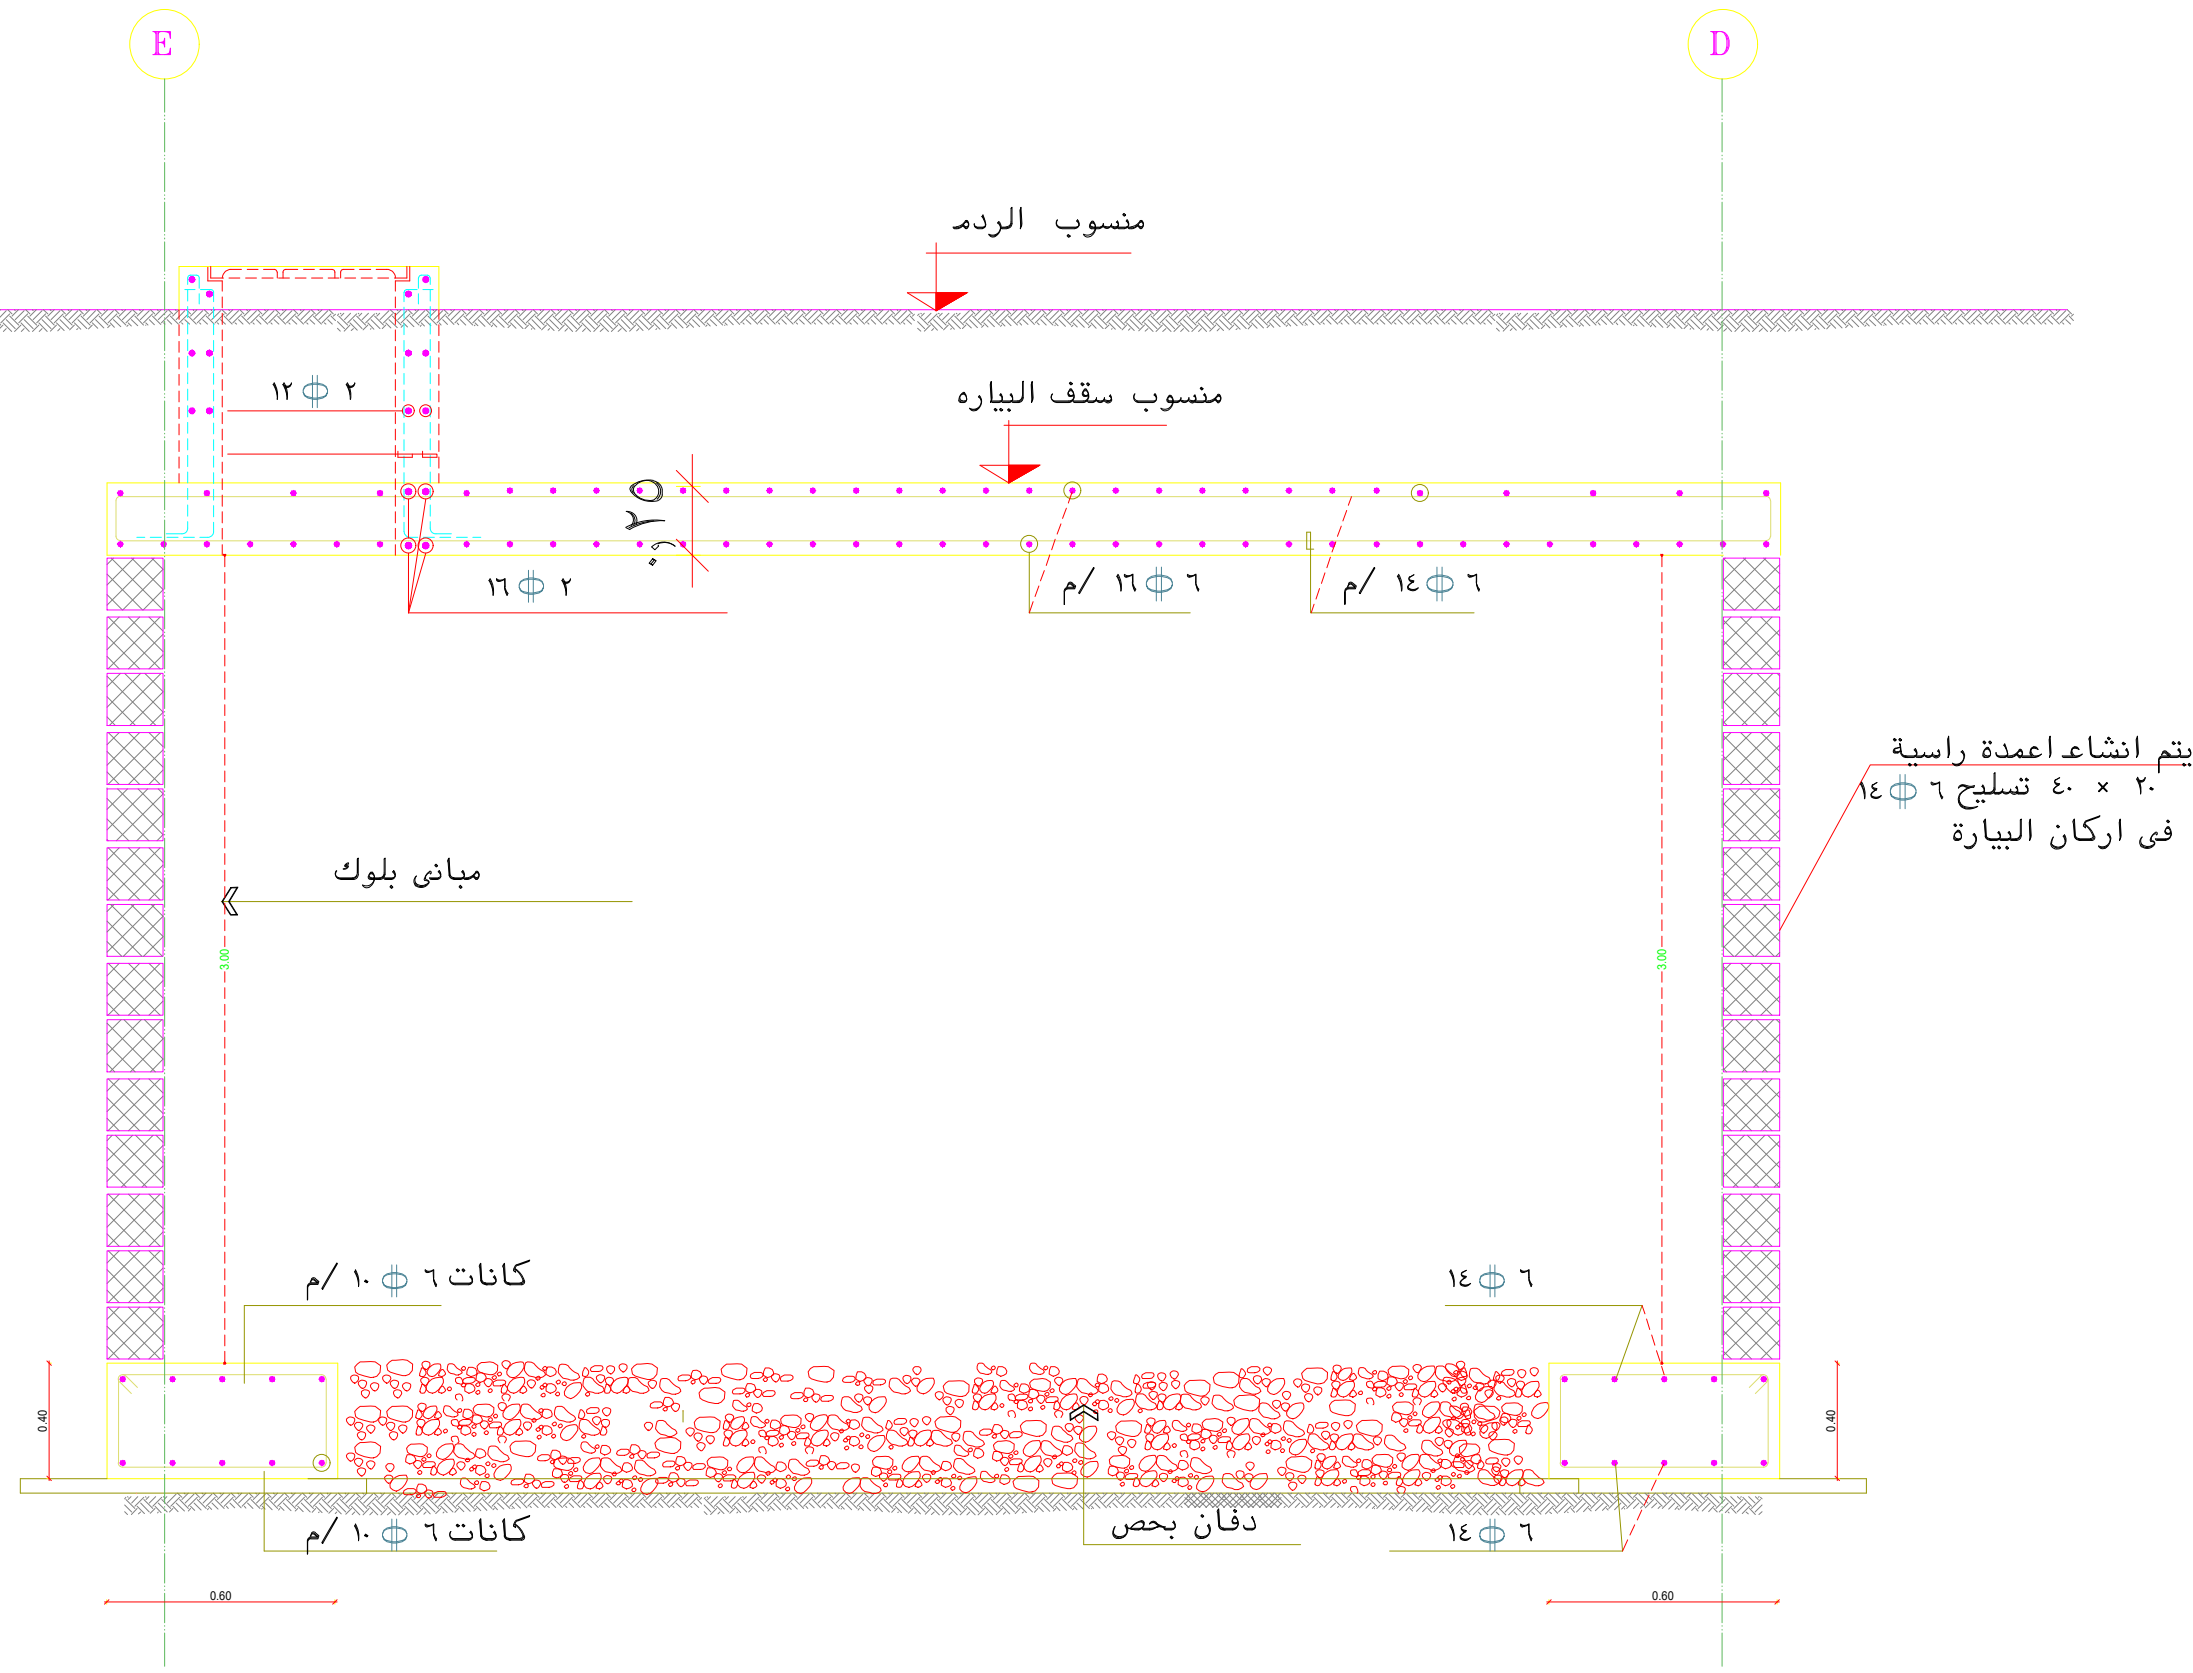 E
D
منسوب الردم
٢ ф ١٢
منسوب سقف البياره
٠٫٢٥
٢ ф ١٦
٦ ф ١٦ /م
٦ ф ١٤ /م
يتم انشاء اعمدة راسية
٢٠ × ٤٠ تسليح ٦ ф ١٤
فى اركان البيارة
مبانى بلوك
3.00
3.00
كانات ٦ ф ١٠ /م
٦ ф ١٤
0.40
0.40
كانات ٦ ф ١٠ /م
دفان بحص
٦ ф ١٤
0.60
0.60